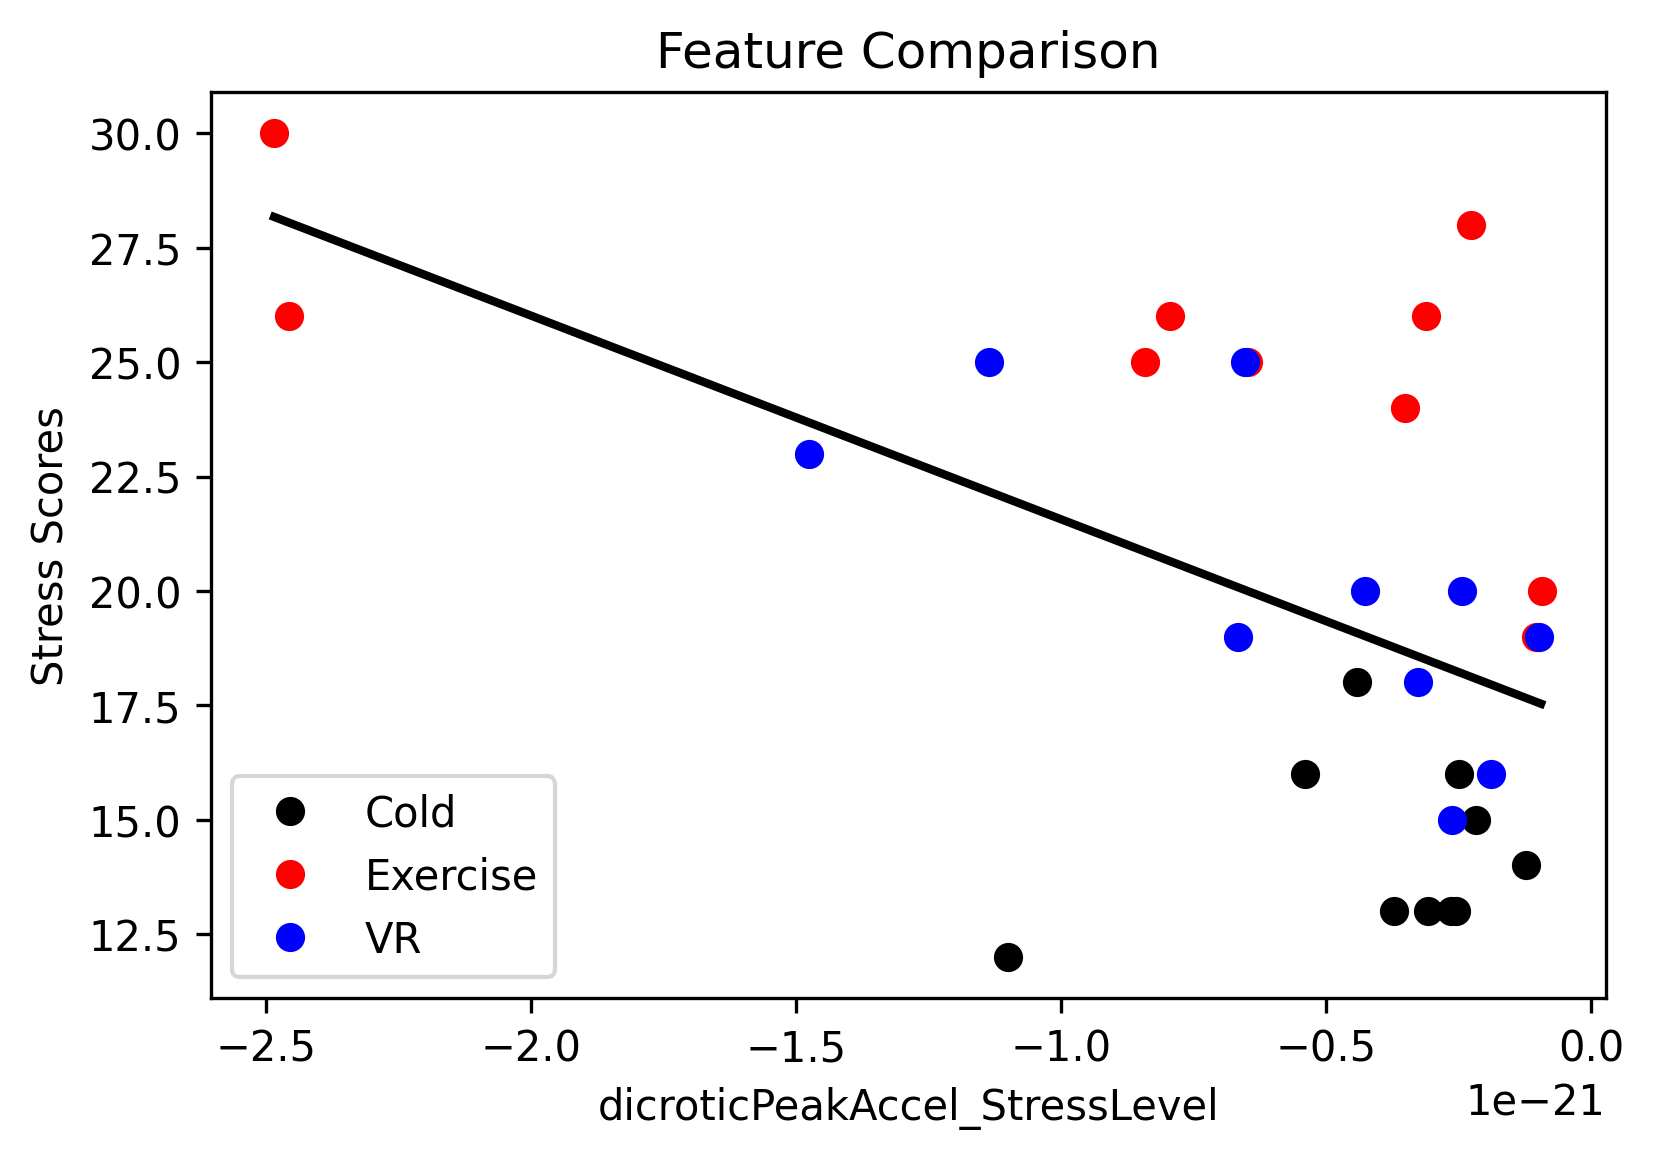 Feature Comparison
30.0
27.5
25.0
22.5
20.0
17.5
15.0
12.5
Stress Scores
Cold
Exercise
VR
−2.5 −2.0 −1.5 −1.0 −0.5 0.0
1e−21
dicroticPeakAccel_StressLevel